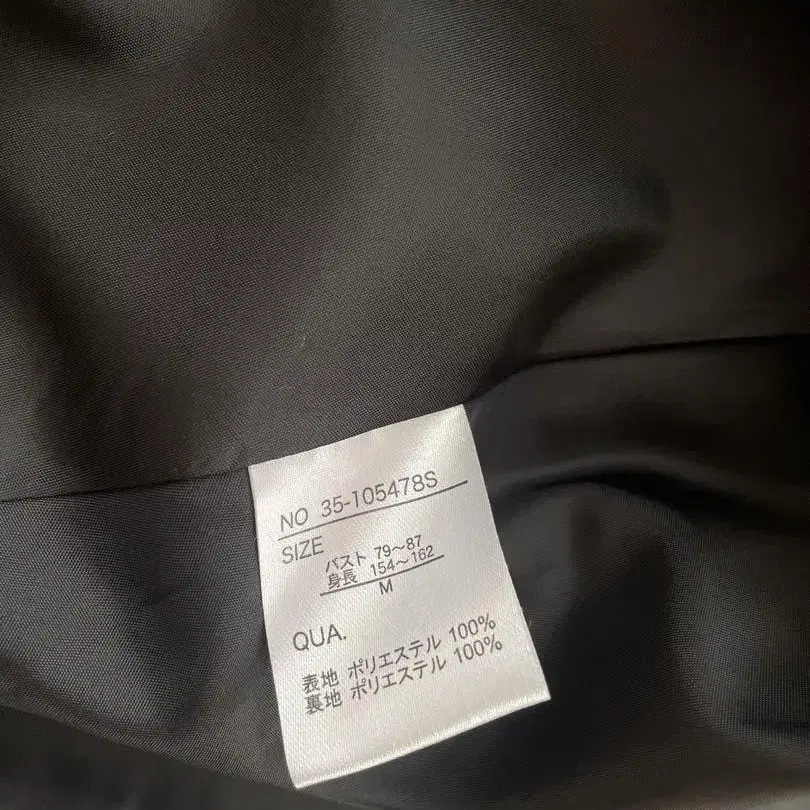 NO 35-105478S
SIZE
バスト 79〜87
身長 154〜162
M
QUA.
表地 ポリエステル 100%
裏地 ポリエステル 100%